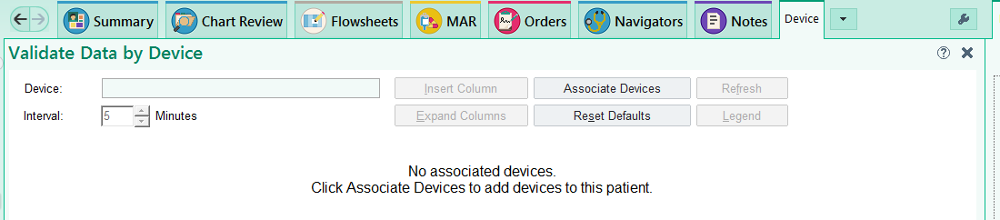 Summary Chart Review Flowsheets MAR Orders Navigators Notes Device
Validate Data by Device
Device: Insert Column Associate Devices Refresh
Interval: 5 Minutes Expand Columns Reset Defaults Legend
No associated devices.
Click Associate Devices to add devices to this patient.